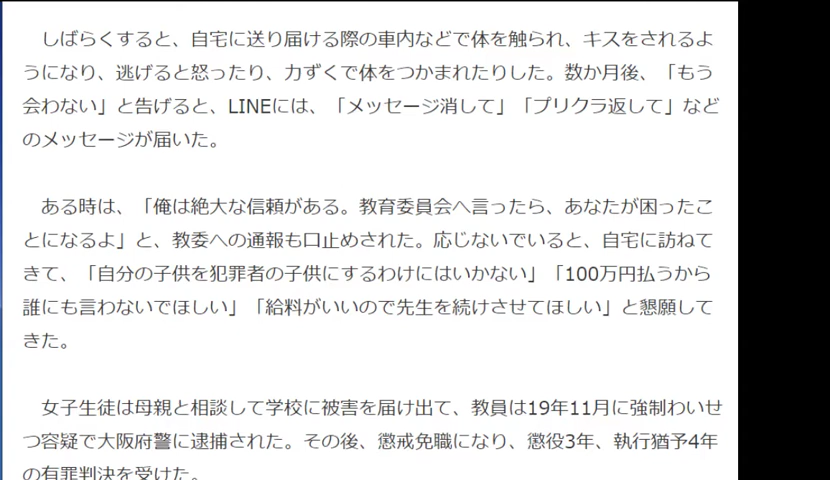 しばらくすると、自宅に送り届ける際の車内などで体を触られ、キスをされるよ
うになり、逃げると怒ったり、力ずくで体をつかまれたりした。数か月後、「もう
会わない」と告げると、LINEには、「メッセージ消して」「プリクラ返して」など
のメッセージが届いた。
ある時は、「俺は絶大な信頼がある。教育委員会へ言ったら、あなたが困ったこ
とになるよ」と、教委への通報も口止めされた。応じないでいると、自宅に訪ねて
きて、「自分の子供を犯罪者の子供にするわけにはいかない」「100万円払うから
誰にも言わないでほしい」「給料がいいので先生を続けさせてほしい」と懇願して
きた。
女子生徒は母親と相談して学校に被害を届け出て、教員は19年11月に強制わいせ
つ容疑で大阪府警に逮捕された。その後、懲戒免職になり、懲役3年、執行猶予4年
の有罪判決を受けた。